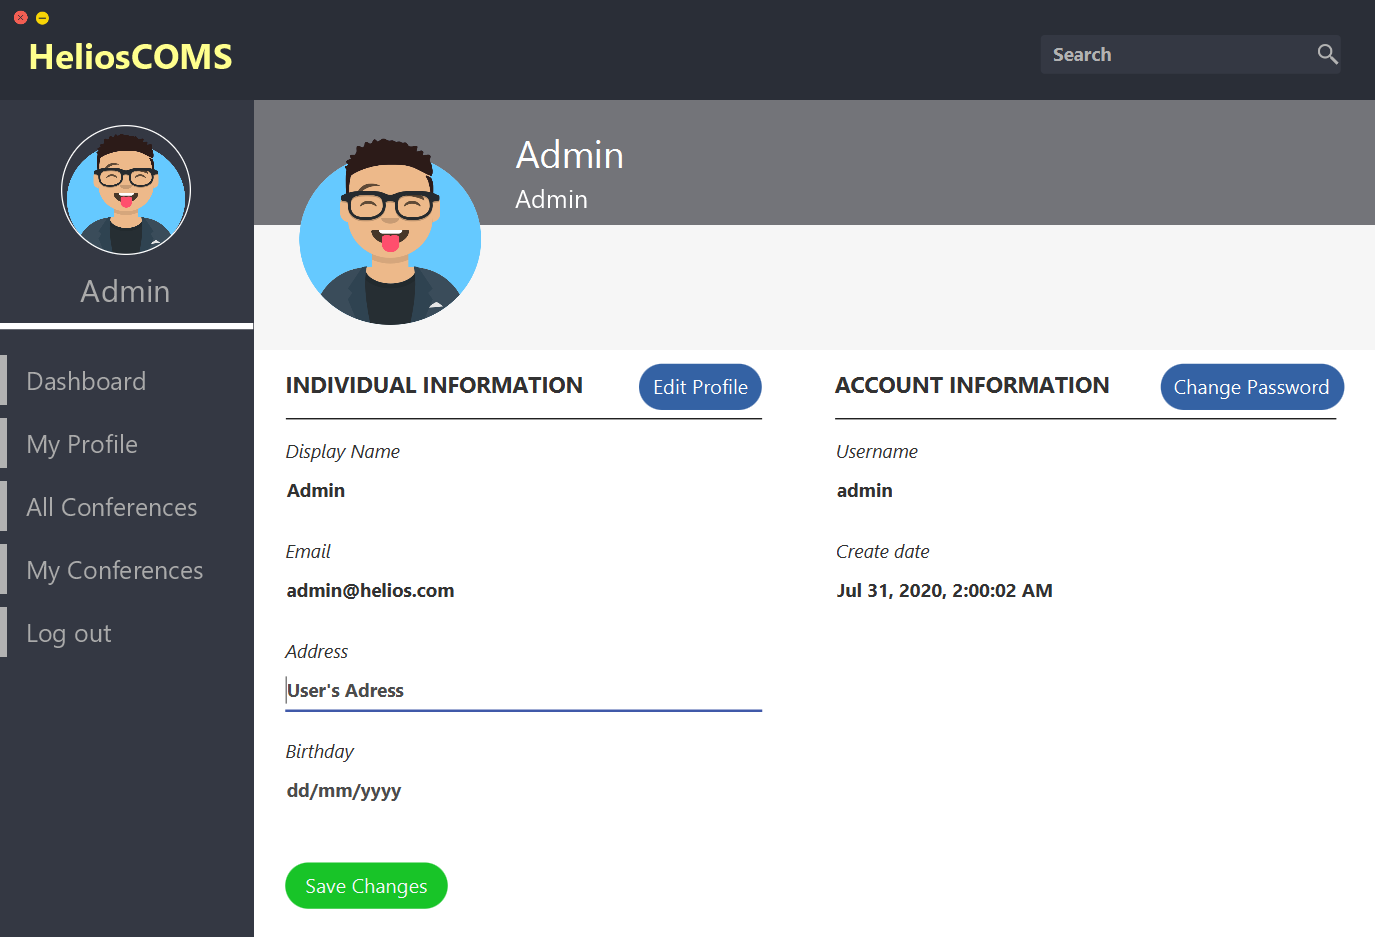 HeliosCOMS
Search
Admin
Admin
Admin
Dashboard
My Profile
All Conferences
My Conferences
Log out
INDIVIDUAL INFORMATION
Edit Profile
Display Name
Admin
Email
admin@helios.com
Address
User's Adress
Birthday
dd/mm/yyyy
Save Changes
ACCOUNT INFORMATION
Change Password
Username
admin
Create date
Jul 31, 2020, 2:00:02 AM